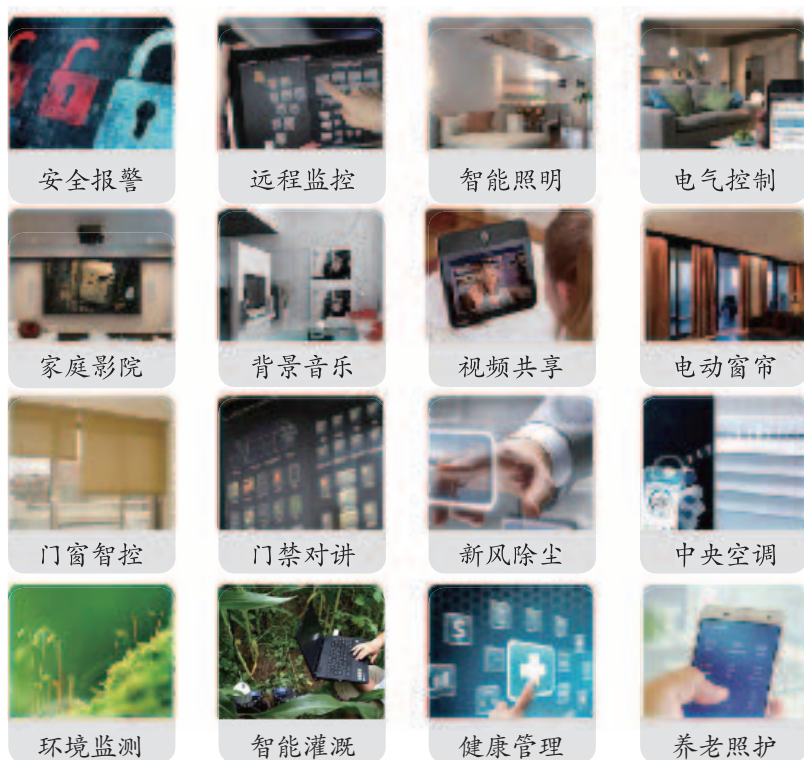 安全报警
远程监控
智能照明
电气控制
家庭影院
背景音乐
视频共享
电动窗帘
门窗智控
门禁对讲
新风除尘
中央空调
环境监测
智能灌溉
健康管理
养老照护